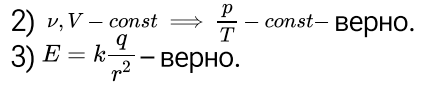 2) ν, V − const ⟹ p/T − const− верно.
3) E = k q/r² − верно.